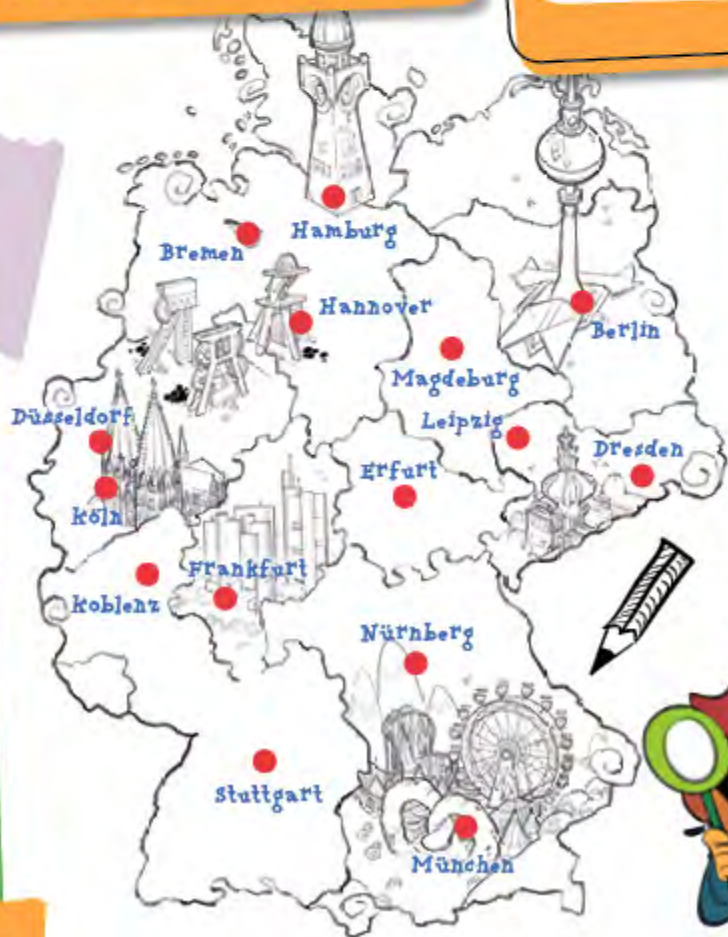 Hamburg
Bremen
Hannover
Berlin
Magdeburg
Düsseldorf
Leipzig
Dresden
Erfurt
Köln
Frankfurt
Koblenz
Nürnberg
Stuttgart
München